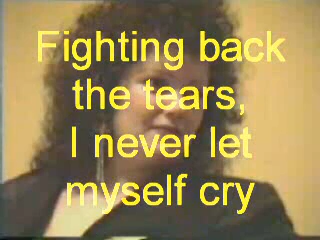 Fighting back
the tears,
I never let
myself cry